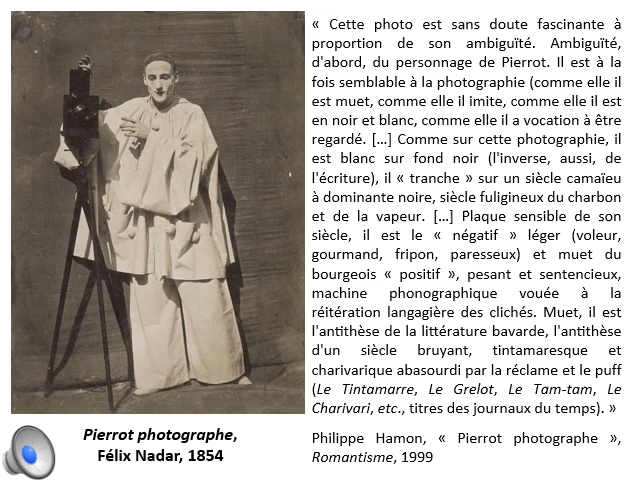 « Cette photo est sans doute fascinante à
proportion de son ambiguïté. Ambiguïté,
d'abord, du personnage de Pierrot. Il est à la
fois semblable à la photographie (comme elle il
est muet, comme elle il imite, comme elle il est
en noir et blanc, comme elle il a vocation à être
regardé. […] Comme sur cette photographie, il
est blanc sur fond noir (l'inverse, aussi, de
l'écriture), il « tranche » sur un siècle camaïeu
à dominante noire, siècle fuligineux du charbon
et de la vapeur. […] Plaque sensible de son
siècle, il est le « négatif » léger (voleur,
gourmand, fripon, paresseux) et muet du
bourgeois « positif », pesant et sentencieux,
machine phonographique vouée à la
réitération langagière des clichés. Muet, il est
l'antithèse de la littérature bavarde, l'antithèse
d'un siècle bruyant, tintamaresque et
charivarique abasourdi par la réclame et le puff
(Le Tintamarre, Le Grelot, Le Tam-tam, Le
Charivari, etc., titres des journaux du temps). »
Philippe Hamon, « Pierrot photographe »,
Romantisme, 1999
Pierrot photographe,
Félix Nadar, 1854